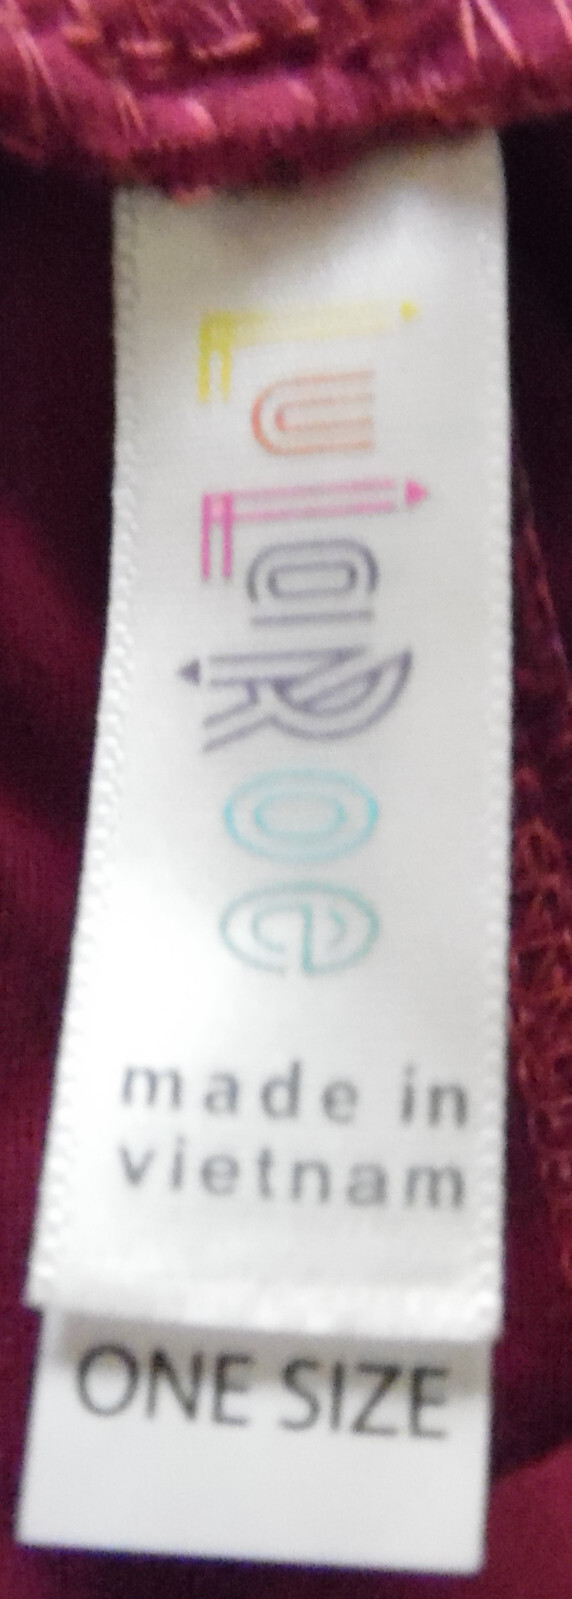 LuLaRoe
made in
vietnam
ONE SIZE